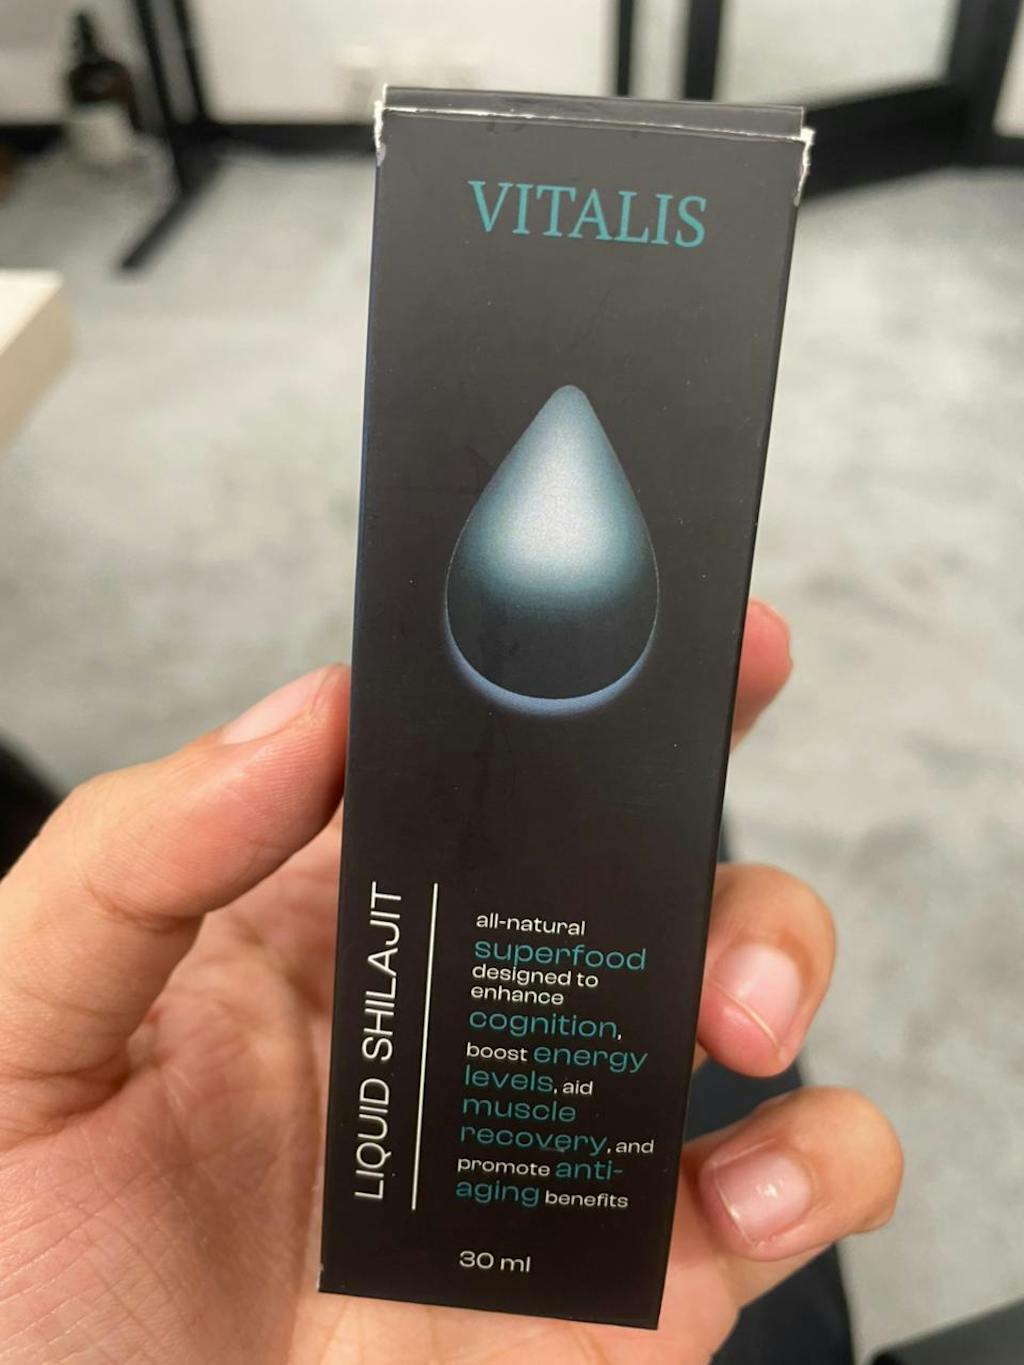 VITALIS
LIQUID SHILAJIT
all-natural
superfood
designed to
enhance
cognition,
boost energy
levels, aid
muscle
recovery, and
promote anti-
aging benefits
30 ml